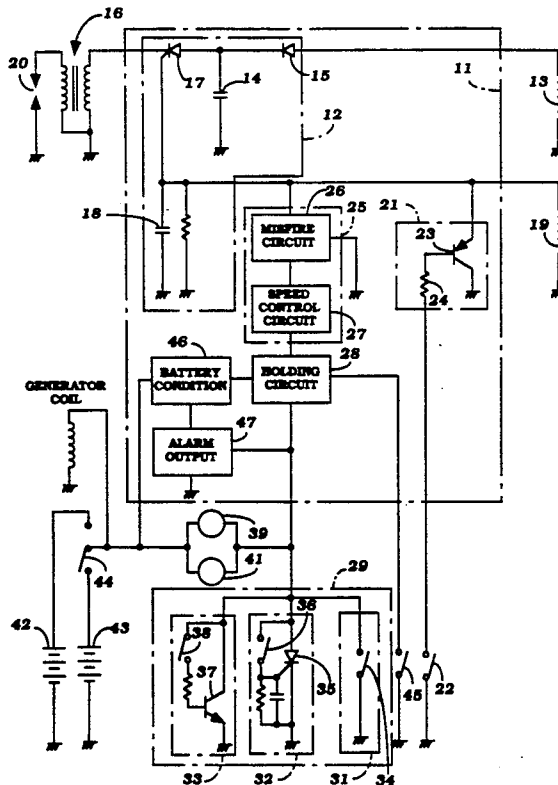 16
20
17
14
15
11
13
12
18
26
21
25
23
19
MISFIRE
CIRCUIT
24
SPEED
CONTROL
CIRCUIT
27
46
28
BATTERY
CONDITION
HOLDING
CIRCUIT
GENERATOR
COIL
47
ALARM
OUTPUT
39
29
44
41
42
43
38
36
35
37
45
22
33
32
31
34